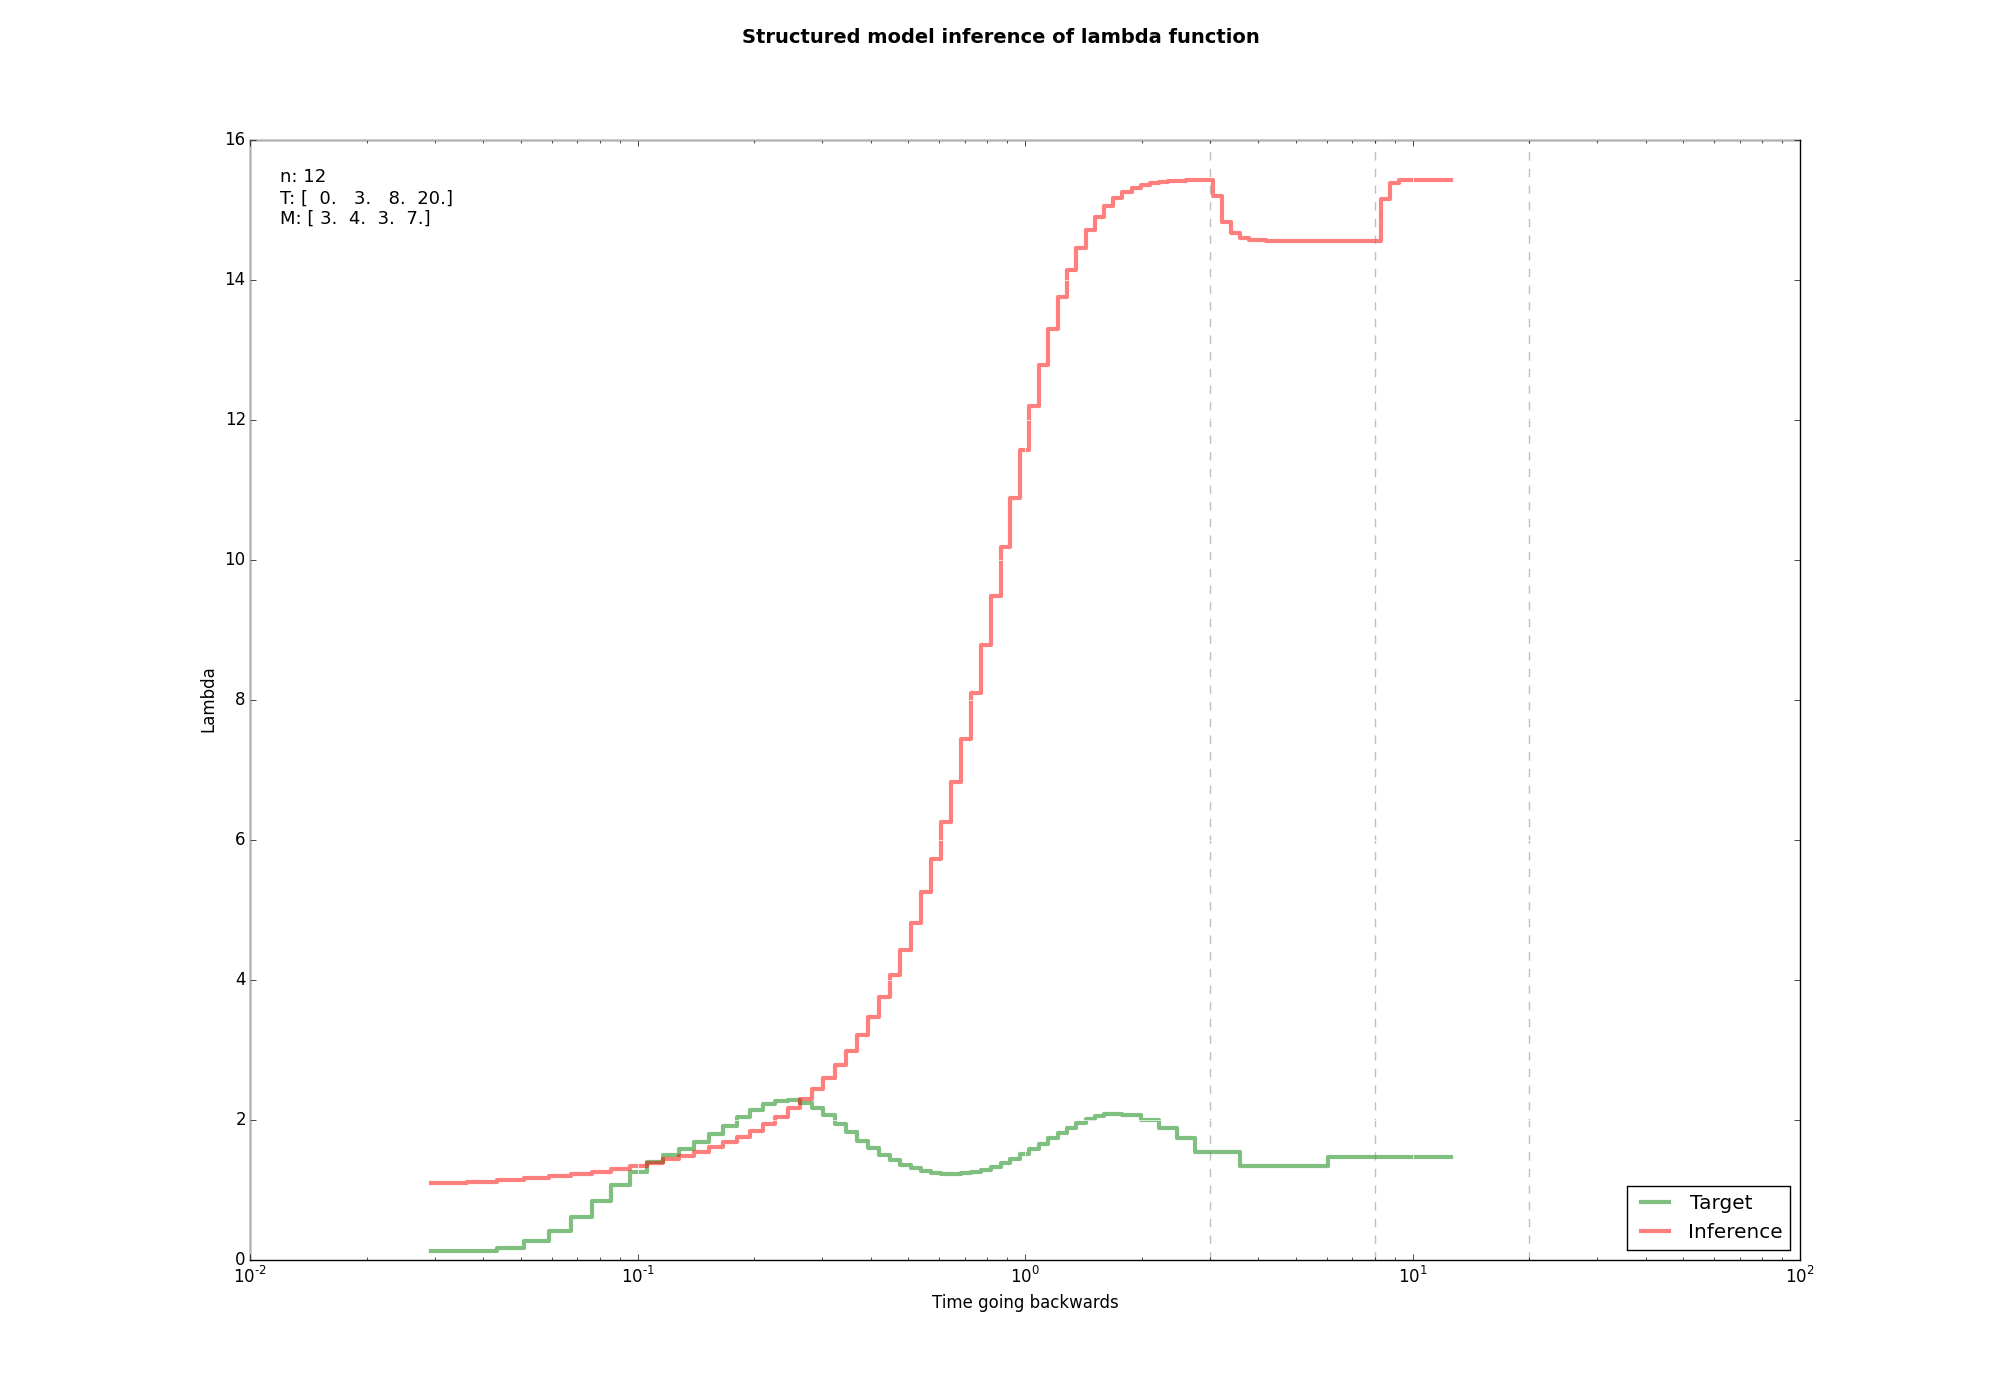 Structured model inference of lambda function
n: 12
T: [  0.   3.   8.  20.]
M: [ 3.  4.  3.  7.]
16
14
12
10
8
6
4
2
0
Lambda
10^-2
10^-1
10^0
10^1
10^2
Time going backwards
Target
Inference